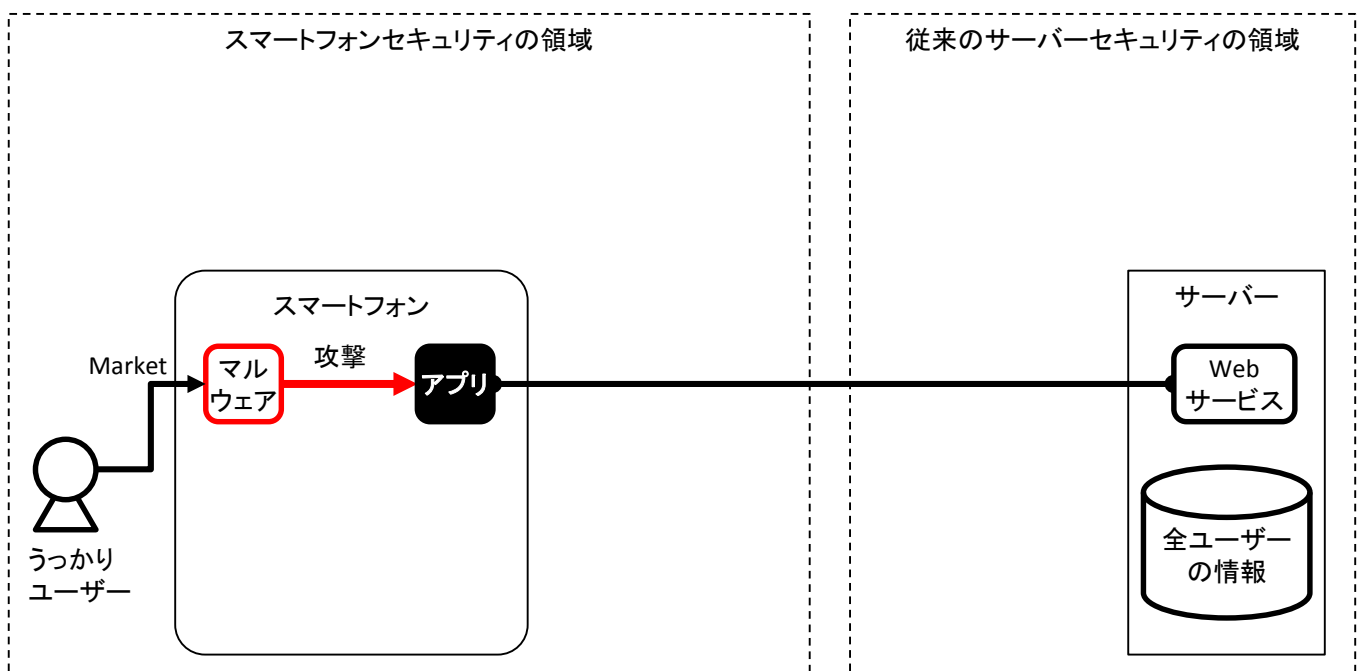 スマートフォンセキュリティの領域
従来のサーバーセキュリティの領域
スマートフォン
サーバー
Market
マル
ウェア
攻撃
アプリ
Web
サービス
うっかり
ユーザー
全ユーザー
の情報